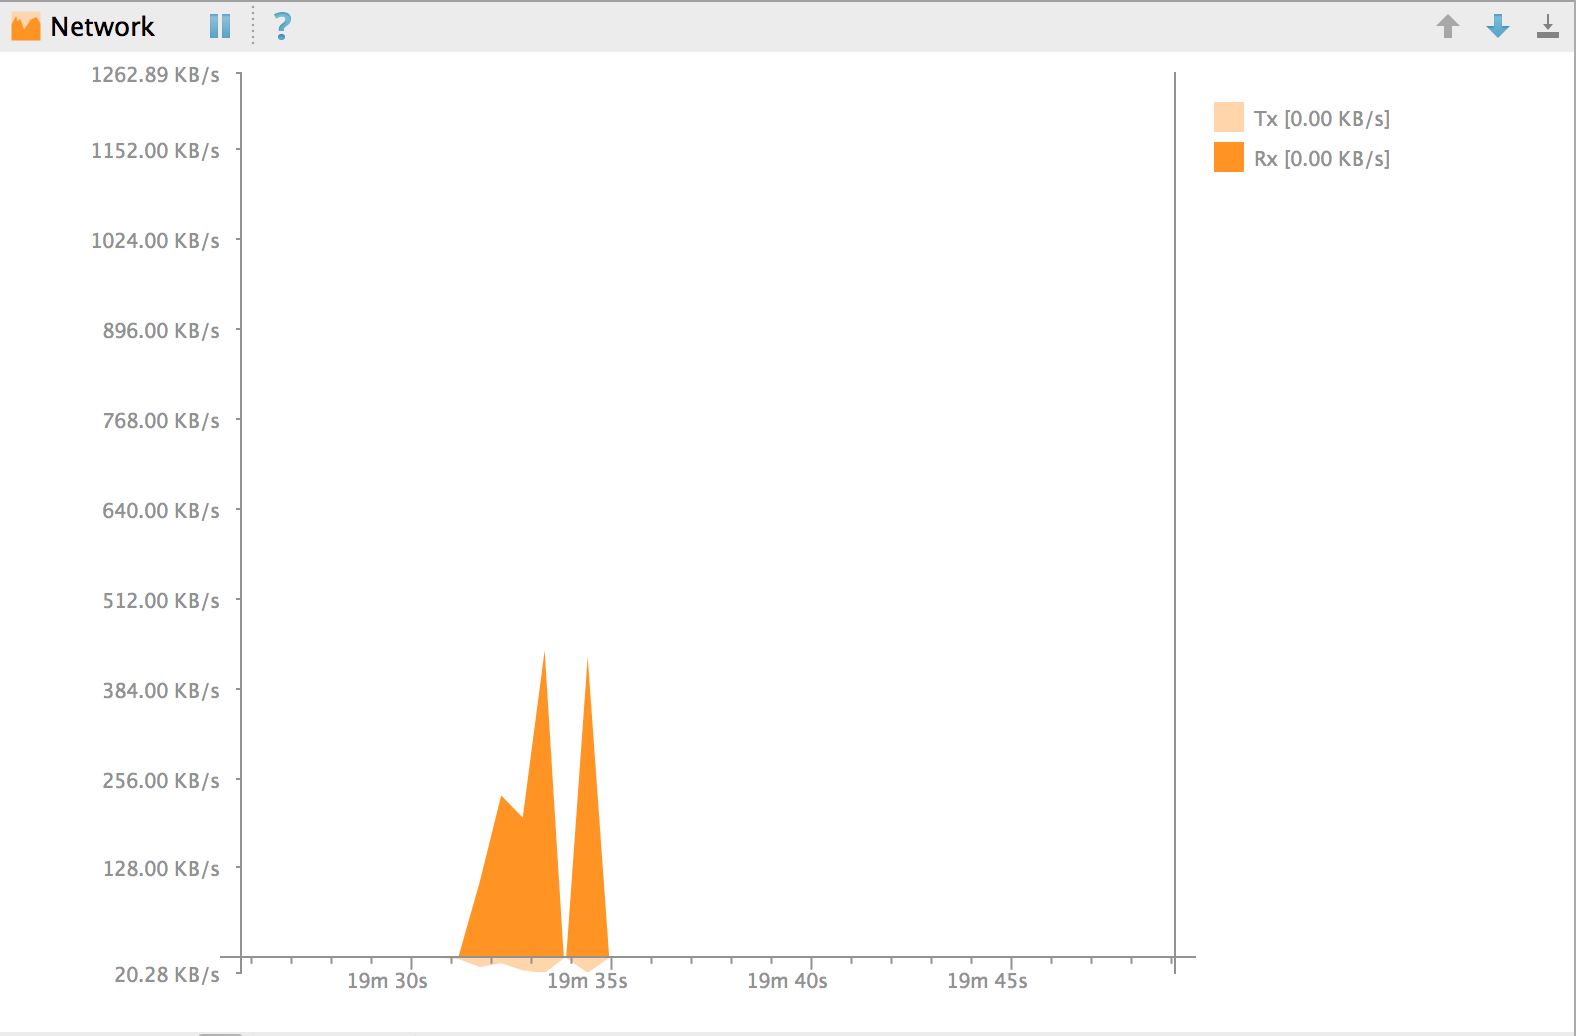 Network ?
1262.89 KB/s
Tx [0.00 KB/s]
1152.00 KB/s
Rx [0.00 KB/s]
1024.00 KB/s
896.00 KB/s
768.00 KB/s
640.00 KB/s
512.00 KB/s
384.00 KB/s
256.00 KB/s
128.00 KB/s
20.28 KB/s
19m 30s
19m 35s
19m 40s
19m 45s